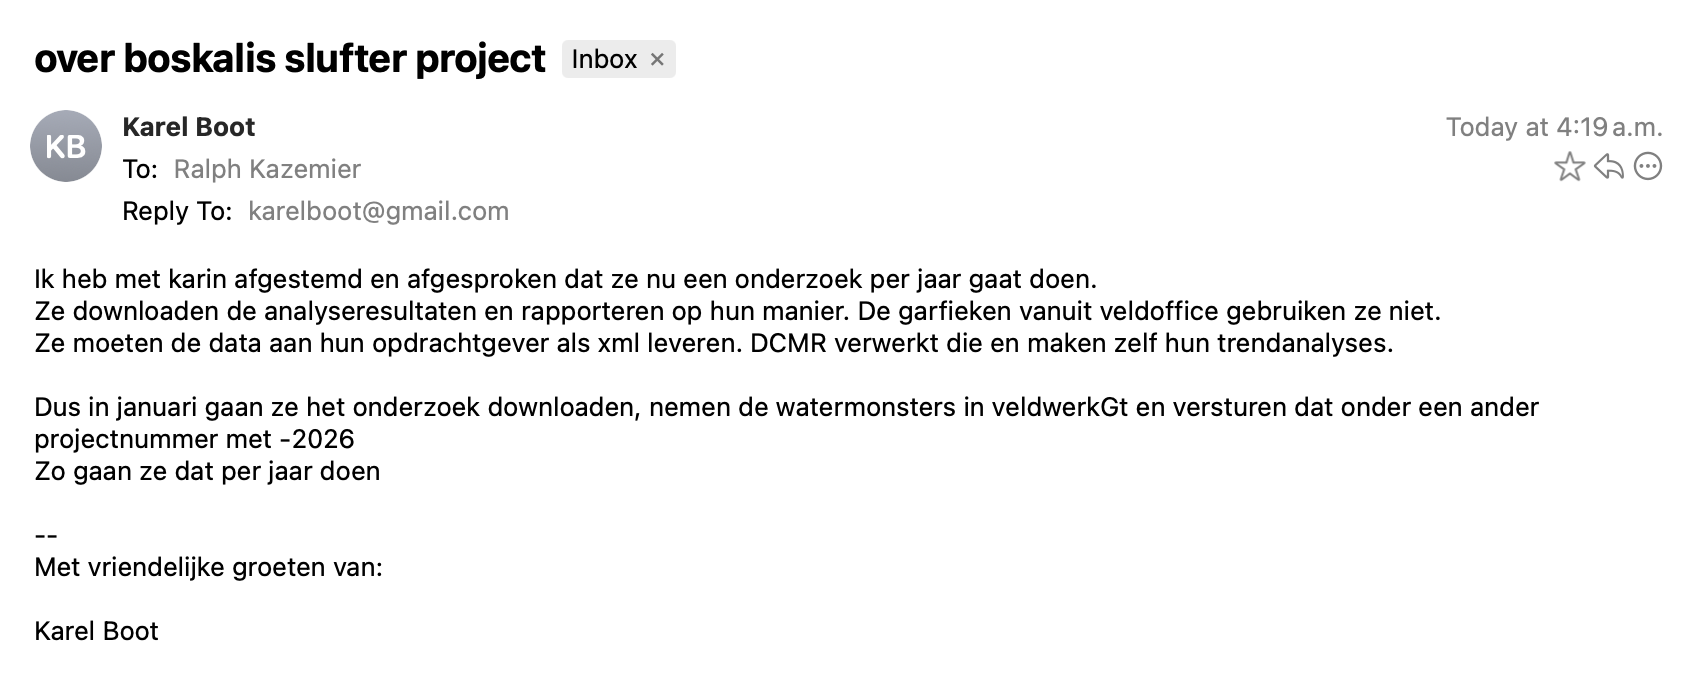 over boskalis slufter project Inbox ×
KB
Karel Boot
Today at 4:19 a.m.
To: Ralph Kazemier
Reply To: karelboot@gmail.com
Ik heb met karin afgestemd en afgesproken dat ze nu een onderzoek per jaar gaat doen.
Ze downloaden de analyseresultaten en rapporteren op hun manier. De garfieken vanuit veldoffice gebruiken ze niet.
Ze moeten de data aan hun opdrachtgever als xml leveren. DCMR verwerkt die en maken zelf hun trendanalyses.
Dus in januari gaan ze het onderzoek downloaden, nemen de watermonsters in veldwerkGt en versturen dat onder een ander
projectnummer met -2026
Zo gaan ze dat per jaar doen
--
Met vriendelijke groeten van:
Karel Boot